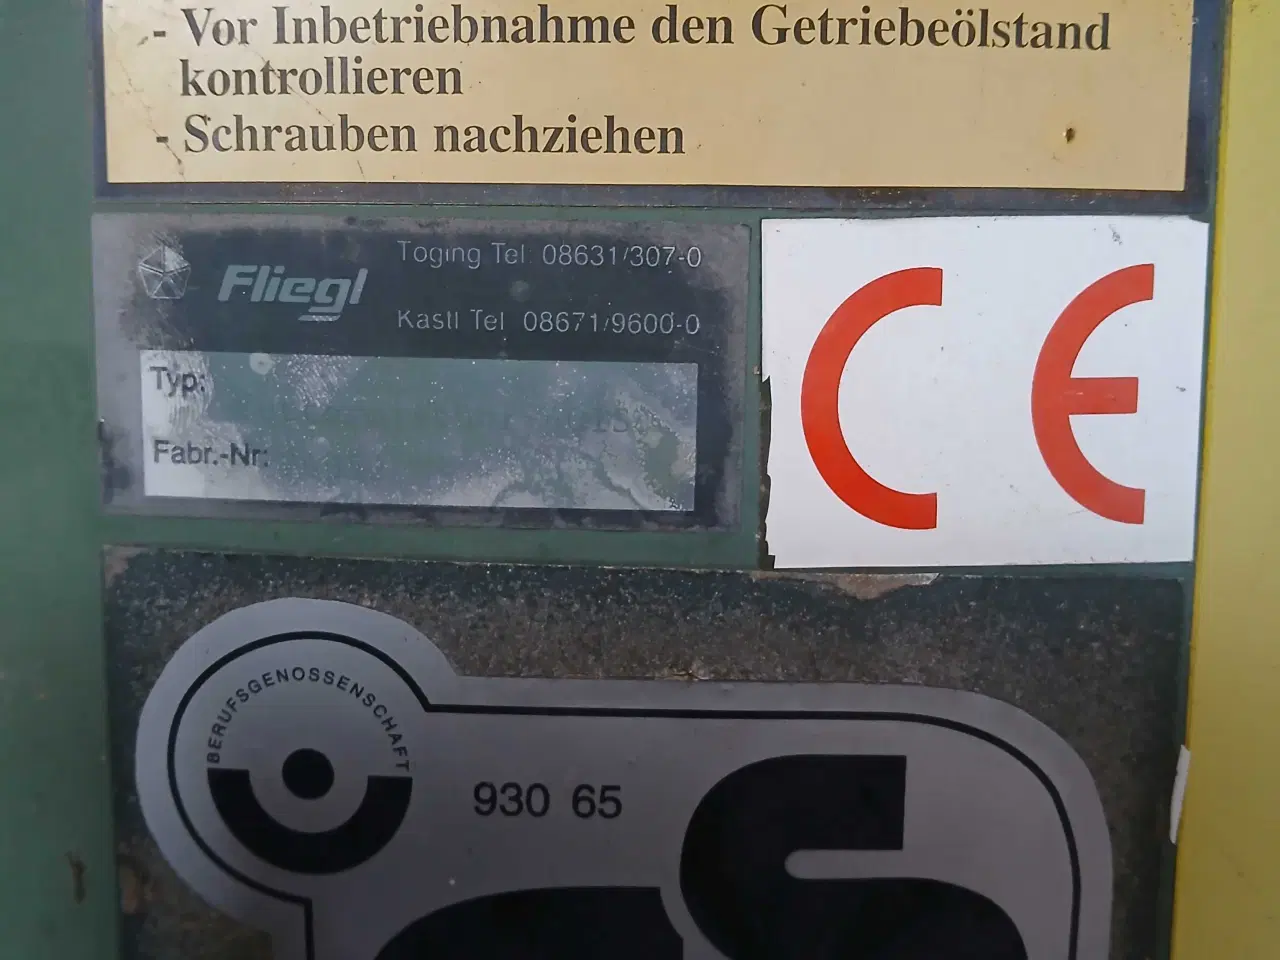 - Vor Inbetriebnahme den Getriebeölstand
kontrollieren
- Schrauben nachziehen
Fliegl
Toging Tel 08631/307-0
Kastl Tel 08671/9600-0
Typ:
Fabr.-Nr:
CE
BERUFSGENOSSENSCHAFT
930 65
GS